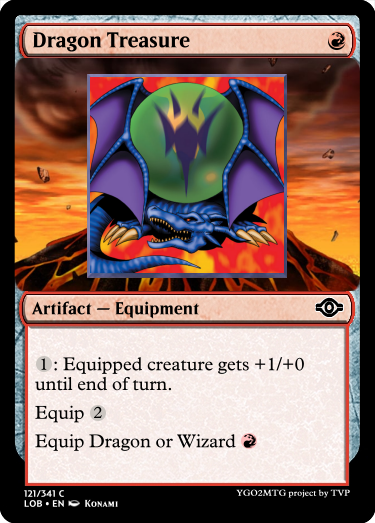 Dragon Treasure
Artifact — Equipment
1: Equipped creature gets +1/+0
until end of turn.
Equip 2
Equip Dragon or Wizard
121/341 C
LOB • EN Konami
YGO2MTG project by TVP